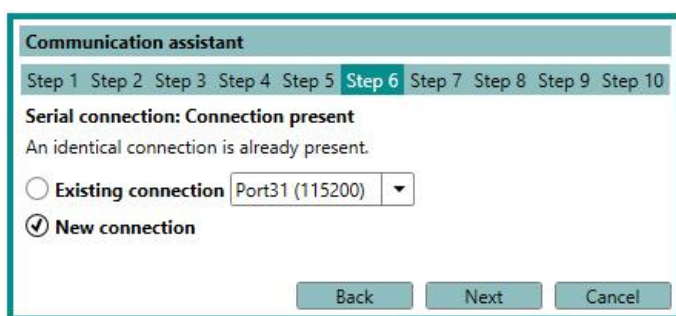 Communication assistant
Step 1 Step 2 Step 3 Step 4 Step 5 Step 6 Step 7 Step 8 Step 9 Step 10
Serial connection: Connection present
An identical connection is already present.
Existing connection Port31 (115200)
New connection
Back Next Cancel